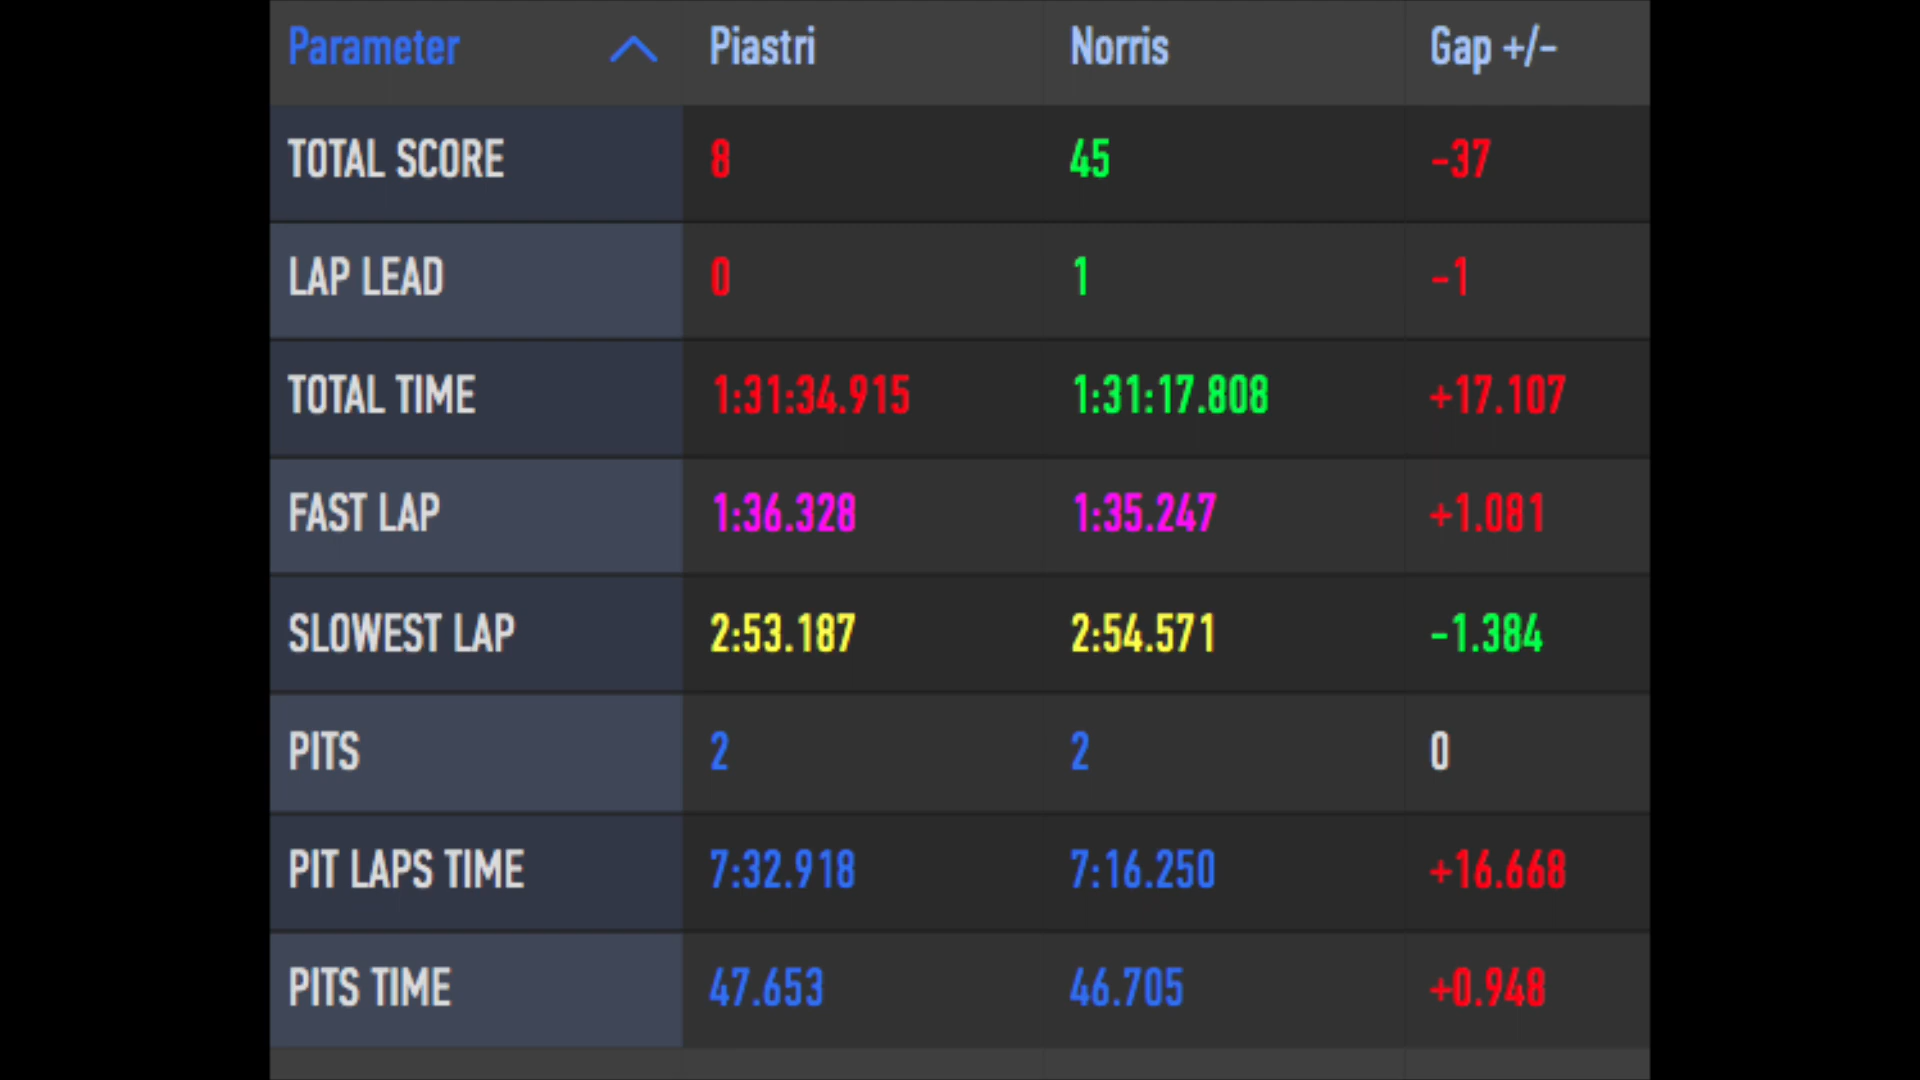 Parameter Piastri Norris Gap +/-
TOTAL SCORE 8 45 -37
LAP LEAD 0 1 -1
TOTAL TIME 1:31:34.915 1:31:17.808 +17.107
FAST LAP 1:36.328 1:35.247 +1.081
SLOWEST LAP 2:53.187 2:54.571 -1.384
PITS 2 2 0
PIT LAPS TIME 7:32.918 7:16.250 +16.668
PITS TIME 47.653 46.705 +0.948